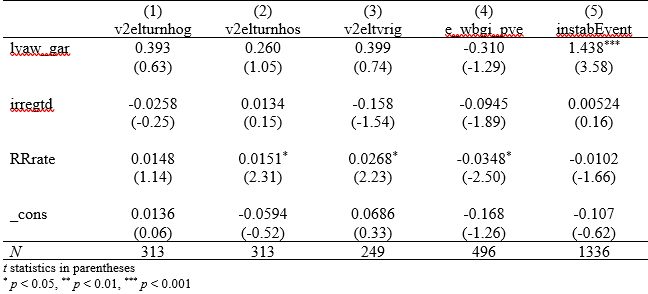 (1) (2) (3) (4) (5)
v2elturnhog v2elturnhos v2eltvrig e_wbgi_pve instabEvent
lvaw_gar 0.393 0.260 0.399 -0.310 1.438***
(0.63) (1.05) (0.74) (-1.29) (3.58)
irregtd -0.0258 0.0134 -0.158 -0.0945 0.00524
(-0.25) (0.15) (-1.54) (-1.89) (0.16)
RRrate 0.0148 0.0151* 0.0268* -0.0348* -0.0102
(1.14) (2.31) (2.23) (-2.50) (-1.66)
_cons 0.0136 -0.0594 0.0686 -0.168 -0.107
(0.06) (-0.52) (0.33) (-1.26) (-0.62)
N 313 313 249 496 1336
t statistics in parentheses
* p < 0.05, ** p < 0.01, *** p < 0.001